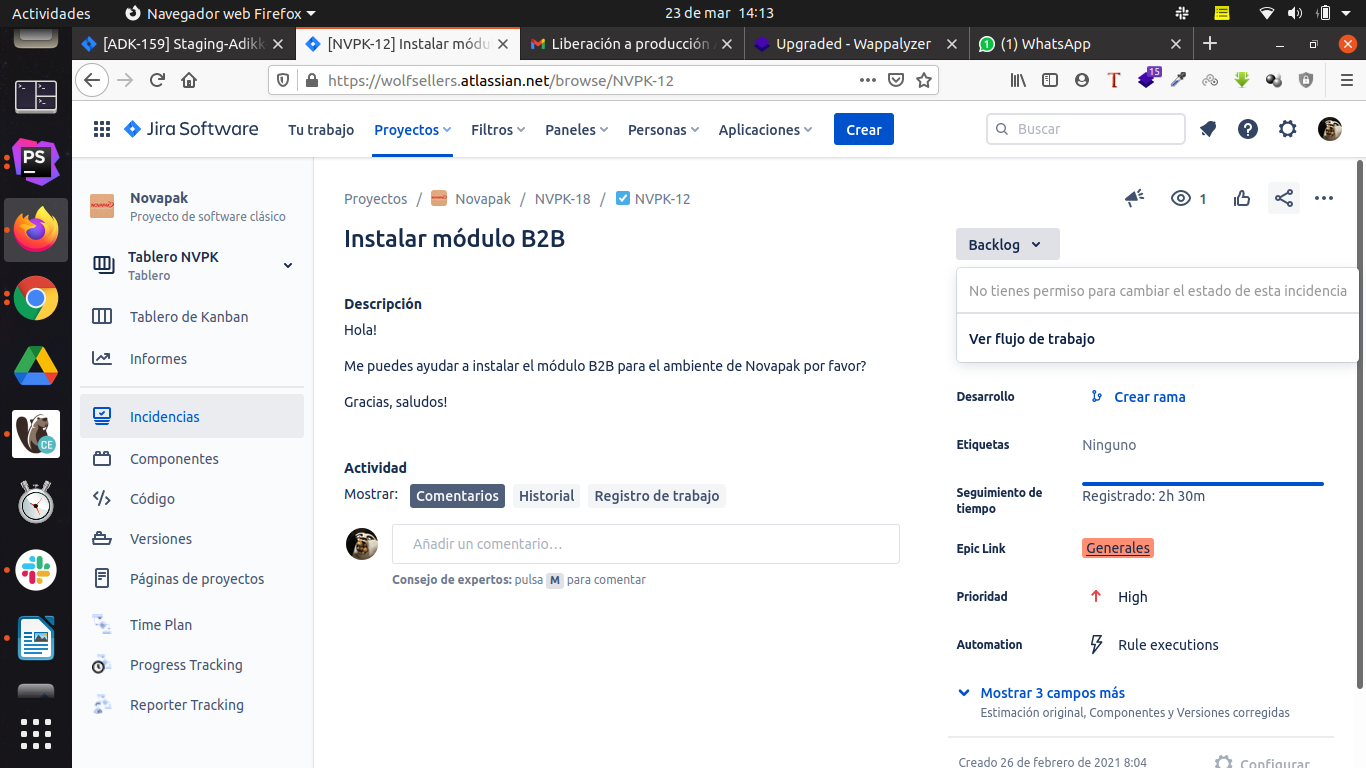 Actividades
Navegador web Firefox
23 de mar 14:13
[ADK-159] Staging-Adikk
[NVPK-12] Instalar módu
Liberación a producción
Upgraded - Wappalyzer
(1) WhatsApp
https://wolfsellers.atlassian.net/browse/NVPK-12
15
Jira Software
Tu trabajo
Proyectos
Filtros
Paneles
Personas
Aplicaciones
Crear
Buscar
Novapak
Proyecto de software clásico
Tablero NVPK
Tablero
Tablero de Kanban
Informes
Incidencias
Componentes
Código
Versiones
Páginas de proyectos
Time Plan
Progress Tracking
Reporter Tracking
Proyectos / Novapak / NVPK-18 / NVPK-12
1
Instalar módulo B2B
Descripción
Hola!
Me puedes ayudar a instalar el módulo B2B para el ambiente de Novapak por favor?
Gracias, saludos!
Actividad
Mostrar: Comentarios Historial Registro de trabajo
Añadir un comentario…
Consejo de expertos: pulsa M para comentar
Backlog
No tienes permiso para cambiar el estado de esta incidencia
Ver flujo de trabajo
Desarrollo
Crear rama
Etiquetas
Ninguno
Seguimiento de
tiempo
Registrado: 2h 30m
Epic Link
Generales
Prioridad
High
Automation
Rule executions
Mostrar 3 campos más
Estimación original, Componentes y Versiones corregidas
Creado 26 de febrero de 2021 8:04
Configurar
PS
CE